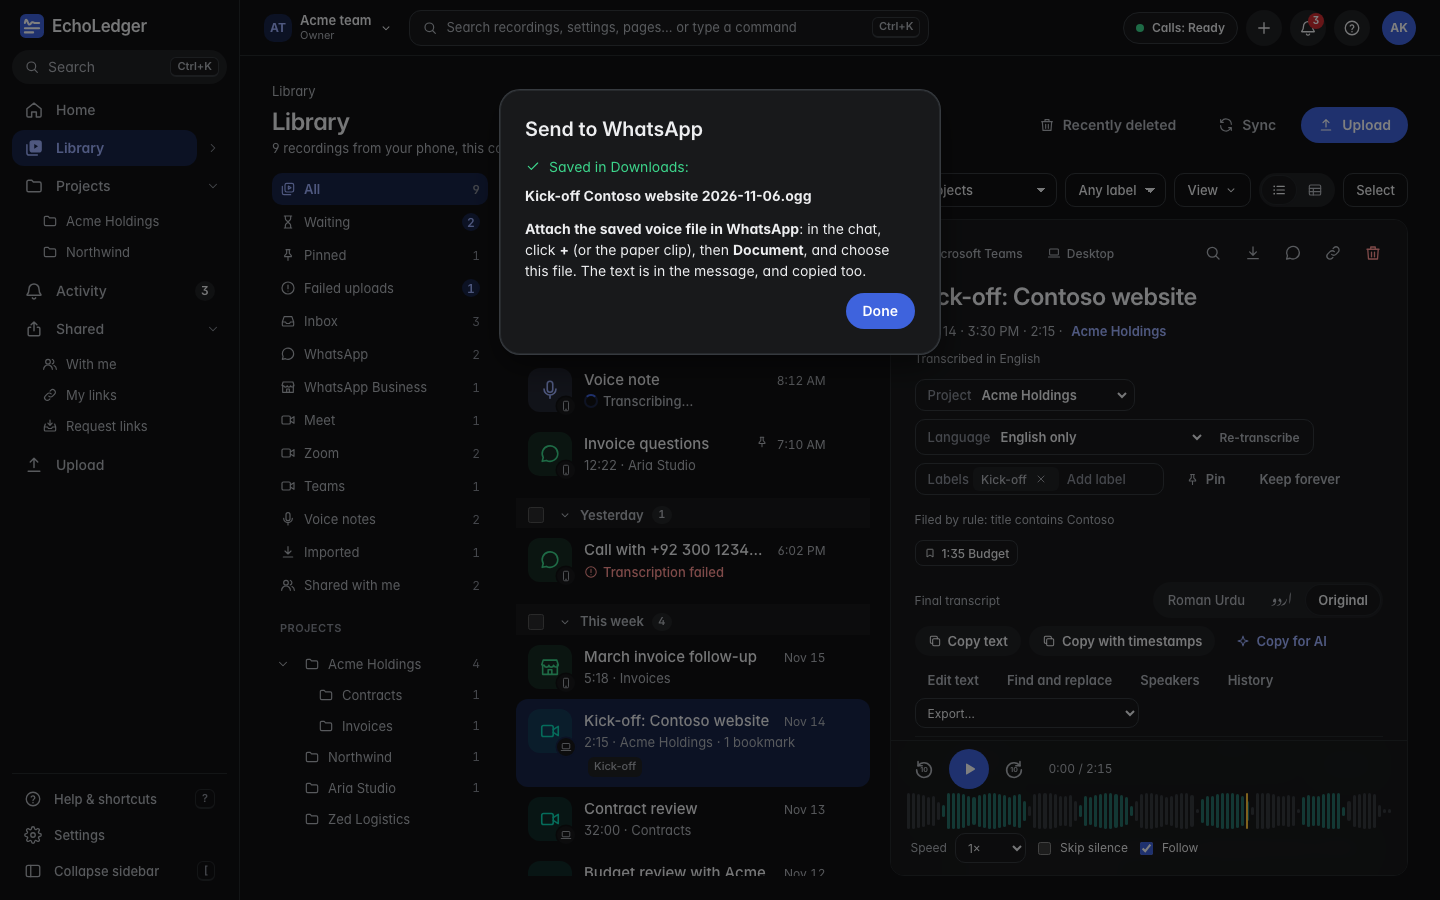 EchoLedger
Search
Ctrl+K
Home
Library
Projects
Acme Holdings
Northwind
Activity
3
Shared
With me
My links
Request links
Upload
Help & shortcuts
?
Settings
Collapse sidebar
[
AT
Acme team
Owner
Search recordings, settings, pages... or type a command
Ctrl+K
Calls: Ready
3
AK
Library
Library
9 recordings from your phone, this
Recently deleted
Sync
Upload
All 9
Waiting 2
Pinned 1
Failed uploads 1
Inbox 3
WhatsApp 2
WhatsApp Business 1
Meet 1
Zoom 2
Teams 1
Voice notes 2
Imported 1
Shared with me 2
PROJECTS
Acme Holdings 4
Contracts 1
Invoices 1
Northwind 1
Aria Studio 1
Zed Logistics
Any label
View
Select
Send to WhatsApp
Saved in Downloads:
Kick-off Contoso website 2026-11-06.ogg
Attach the saved voice file in WhatsApp: in the chat,
click + (or the paper clip), then Document, and choose
this file. The text is in the message, and copied too.
Done
Voice note 8:12 AM
Transcribing...
Invoice questions 7:10 AM
12:22 · Aria Studio
Yesterday 1
Call with +92 300 1234... 6:02 PM
Transcription failed
This week 4
March invoice follow-up Nov 15
5:18 · Invoices
Kick-off: Contoso website Nov 14
2:15 · Acme Holdings · 1 bookmark
Kick-off
Contract review Nov 13
32:00 · Contracts
Budget review with Acme Nov 12
Teams
Desktop
ck-off: Contoso website
14 · 3:30 PM · 2:15 · Acme Holdings
Transcribed in English
Project Acme Holdings
Language English only
Re-transcribe
Labels Kick-off × Add label
Pin
Keep forever
Filed by rule: title contains Contoso
1:35 Budget
Final transcript
Roman Urdu
اردو
Original
Copy text
Copy with timestamps
Copy for AI
Edit text
Find and replace
Speakers
History
Export...
10
10
0:00 / 2:15
Speed
1×
Skip silence
Follow